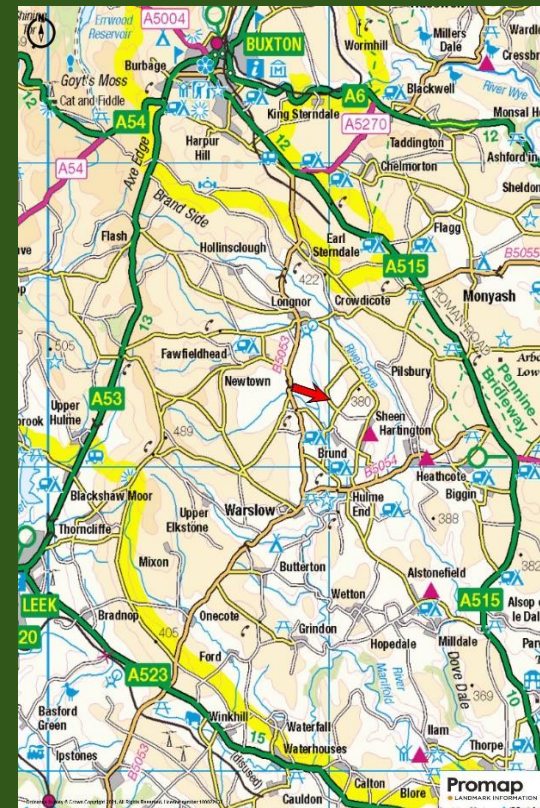 Errwood
Reservoir
A5004
BUXTON
Wormhill
Millers
Dale
Burbage
Goyt's Moss
Cat and Fiddle
A6
Blackwell
River Wye
King Sterndale
A5270
Monsal
A54
12
Taddington
12
Ashford in
Harpur
Hill
12
Chelmorton
A54
Axe Edge
Sheldon
Brand Side
Flash
Flagg
Hollinsclough
Earl
Sterndale
B5055
A515
422
Monyash
Longnor
Crowdicote
ROMAN ROAD
13
505
B5053
River Dove
Fawfieldhead
Pilsbury
Newtown
380
Pennine
Bridleway
A53
Upper
Hulme
Sheen
Hartington
489
Brund
B5054
Heathcote
Blackshaw Moor
Warslow
Hulme
End
Biggin
Upper
Elkstone
388
Thorncliffe
Mixon
Butterton
Alstonefield
Wetton
LEEK
A515
Alsop
le Dal
20
Bradnop
Onecote
Grindon
405
Hopedale
Milldale
Ford
River
Manifold
Dove Dale
A523
369
10
Basford
Green
Winkhill
Waterfall
Ilam
15
Waterhouses
Thorpe
Ipstones
B5053
(disused)
Calton
Cauldon
Blore
Promap
LANDMARK INFORMATION